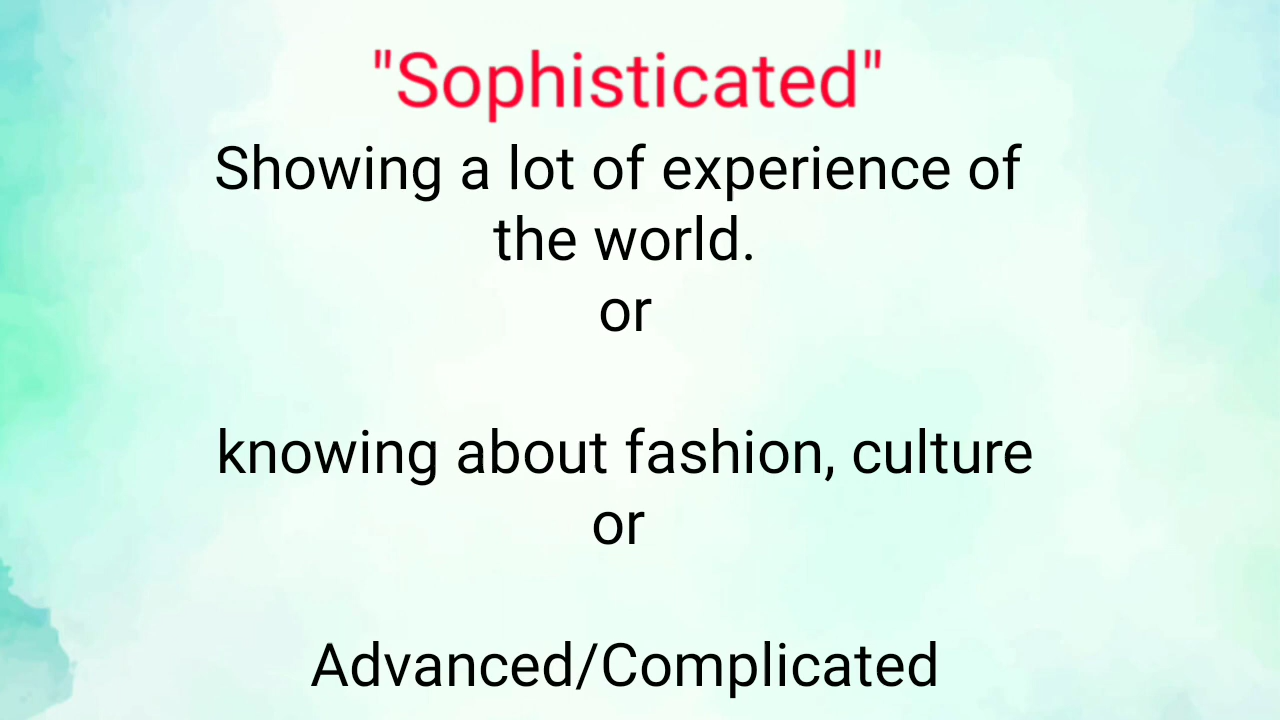 "Sophisticated"
Showing a lot of experience of
the world.
or
knowing about fashion, culture
or
Advanced/Complicated